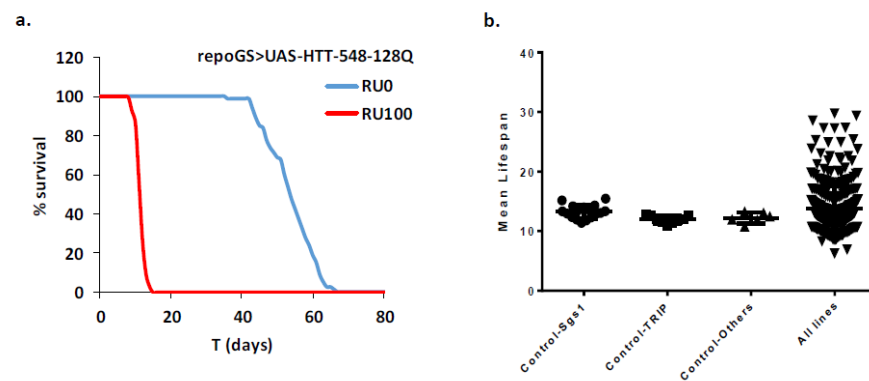 a.
repoGS>UAS-HTT-548-128Q
RU0
RU100
120
100
80
60
40
20
0
% survival
0 20 40 60 80
T (days)
b.
40
30
20
10
0
Mean Lifespan
Control-Sgs1
Control-TRIP
Control-Others
All lines